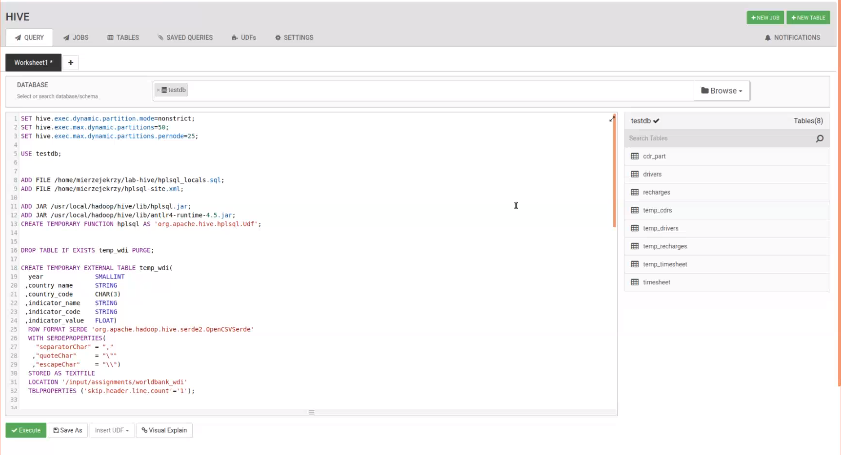 HIVE
+ NEW JOB
+ NEW TABLE
QUERY
JOBS
TABLES
SAVED QUERIES
UDFs
SETTINGS
NOTIFICATIONS
Worksheet1 *
+
DATABASE
Select or search database/schema
× testdb
Browse
1 SET hive.exec.dynamic.partition.mode=nonstrict;
2 SET hive.exec.max.dynamic.partitions=50;
3 SET hive.exec.max.dynamic.partitions.pernode=25;
4
5 USE testdb;
6
7
8 ADD FILE /home/mierzejekrzy/lab-hive/hplsql_locals.sql;
9 ADD FILE /home/mierzejekrzy/hplsql-site.xml;
10
11 ADD JAR /usr/local/hadoop/hive/lib/hplsql.jar;
12 ADD JAR /usr/local/hadoop/hive/lib/antlr4-runtime-4.5.jar;
13 CREATE TEMPORARY FUNCTION hplsql AS 'org.apache.hive.hplsql.Udf';
14
15
16 DROP TABLE IF EXISTS temp_wdi PURGE;
17
18 CREATE TEMPORARY EXTERNAL TABLE temp_wdi(
19 year SMALLINT
20 ,country_name STRING
21 ,country_code CHAR(3)
22 ,indicator_name STRING
23 ,indicator_code STRING
24 ,indicator_value FLOAT)
25 ROW FORMAT SERDE 'org.apache.hadoop.hive.serde2.OpenCSVSerde'
26 WITH SERDEPROPERTIES(
27 "separatorChar" = ","
28 ,"quoteChar" = "\""
29 ,"escapeChar" = "\\")
30 STORED AS TEXTFILE
31 LOCATION '/input/assignments/worldbank_wdi'
32 TBLPROPERTIES ('skip.header.line.count'='1');
33
34
testdb
Tables(8)
Search Tables
cdr_part
drivers
recharges
temp_cdrs
temp_drivers
temp_recharges
temp_timesheet
timesheet
Execute
Save As
Insert UDF
Visual Explain